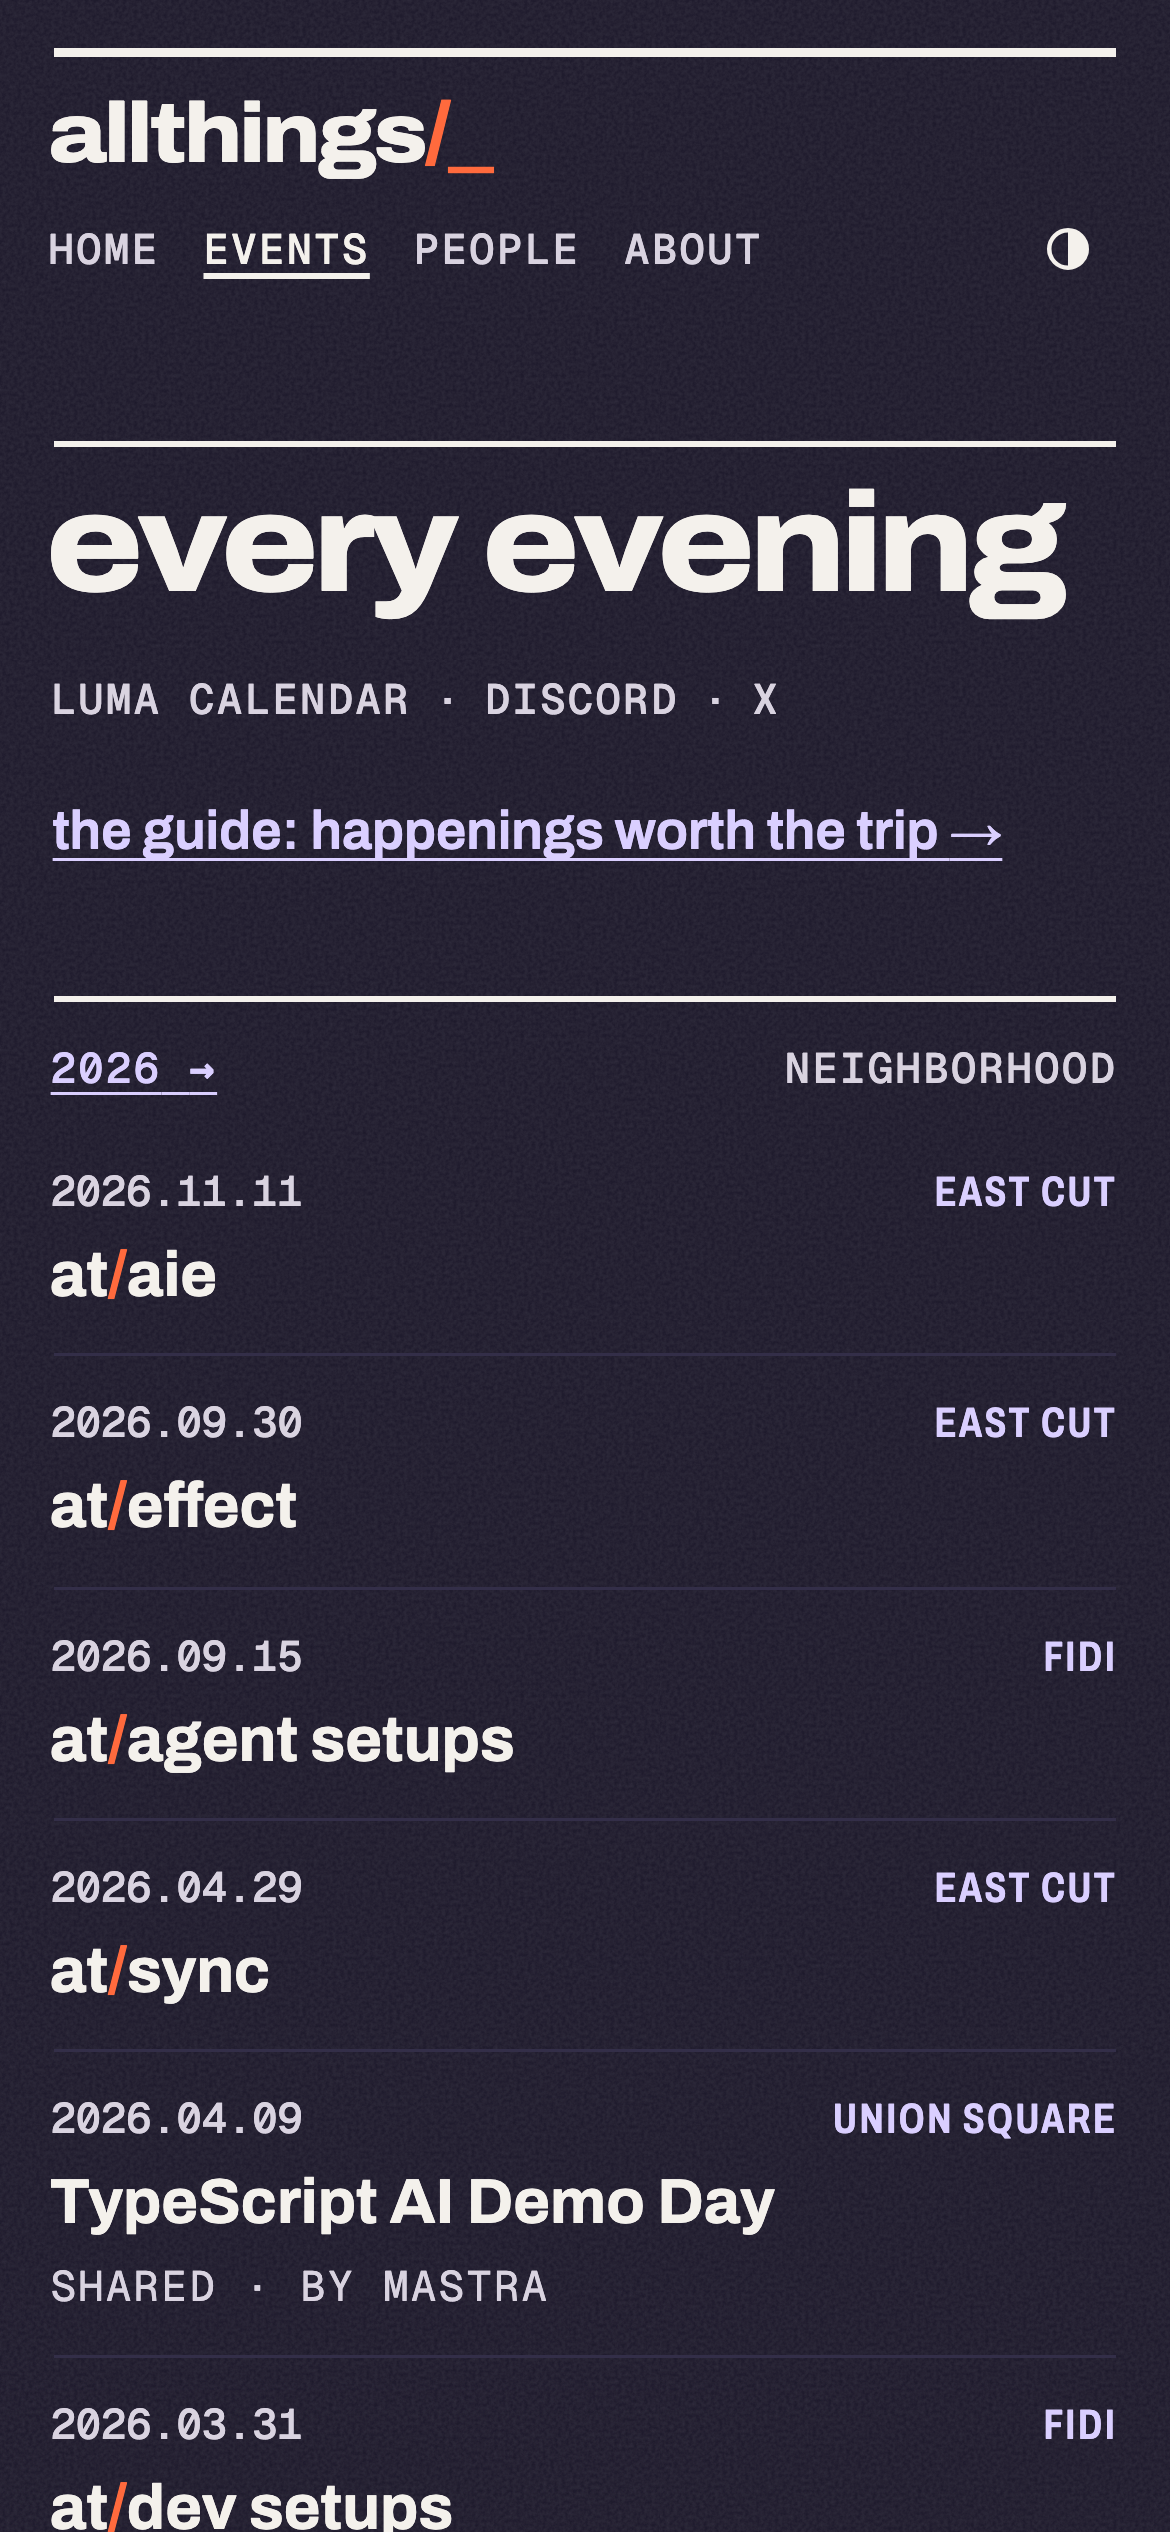 allthings/_
HOME EVENTS PEOPLE ABOUT
every evening
LUMA CALENDAR · DISCORD · X
the guide: happenings worth the trip →
2026 → NEIGHBORHOOD
2026.11.11 EAST CUT
at/aie
2026.09.30 EAST CUT
at/effect
2026.09.15 FIDI
at/agent setups
2026.04.29 EAST CUT
at/sync
2026.04.09 UNION SQUARE
TypeScript AI Demo Day
SHARED · BY MASTRA
2026.03.31 FIDI
at/dev setups